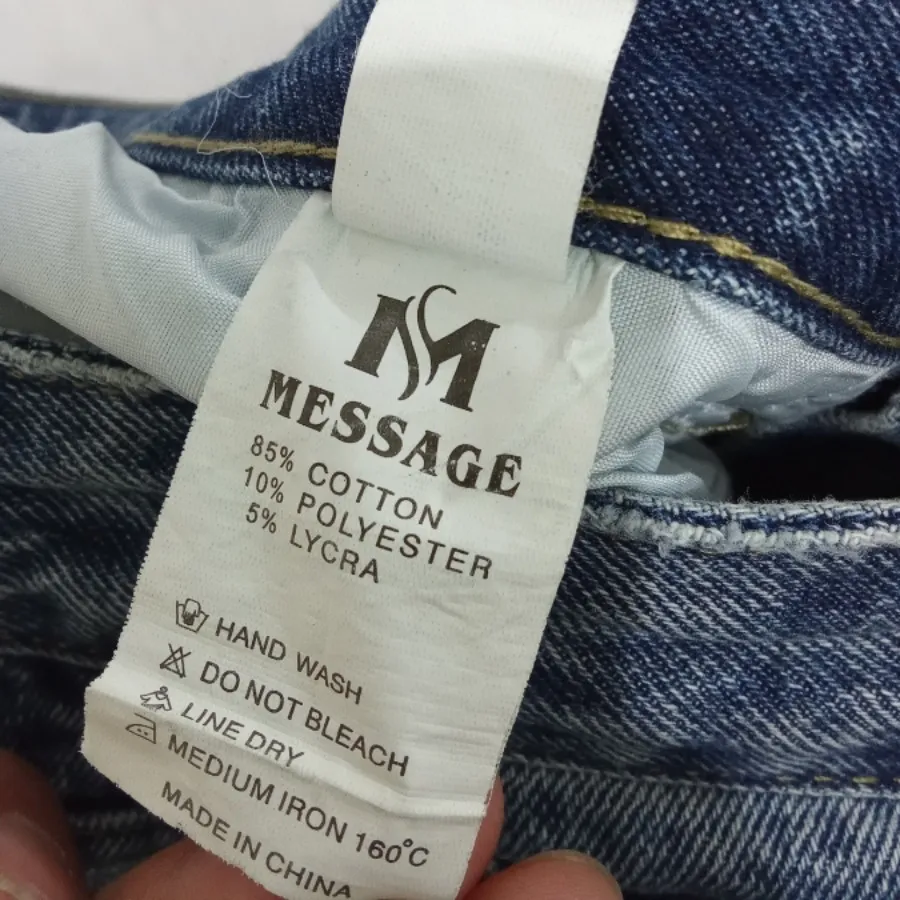 M
MESSAGE
85% COTTON
10% POLYESTER
5% LYCRA
HAND WASH
DO NOT BLEACH
LINE DRY
MEDIUM IRON 160°C
MADE IN CHINA